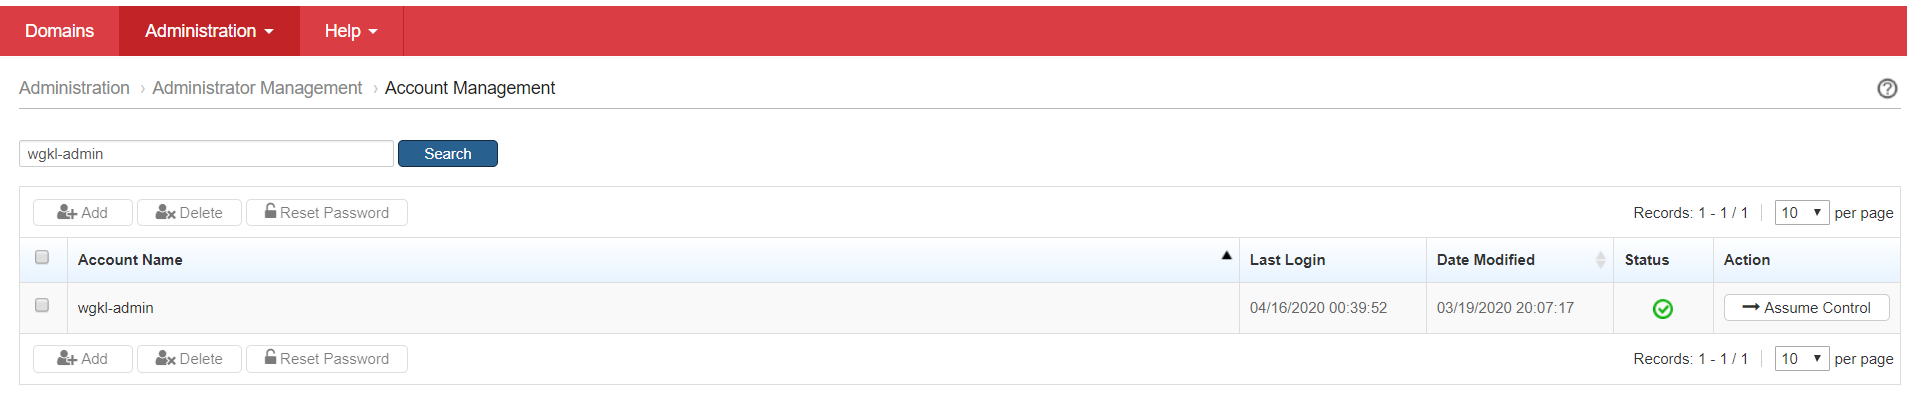 Domains Administration Help
Administration › Administrator Management › Account Management
wgkl-admin Search
Add Delete Reset Password Records: 1 - 1 / 1 10 per page
Account Name Last Login Date Modified Status Action
wgkl-admin 04/16/2020 00:39:52 03/19/2020 20:07:17 Assume Control
Add Delete Reset Password Records: 1 - 1 / 1 10 per page